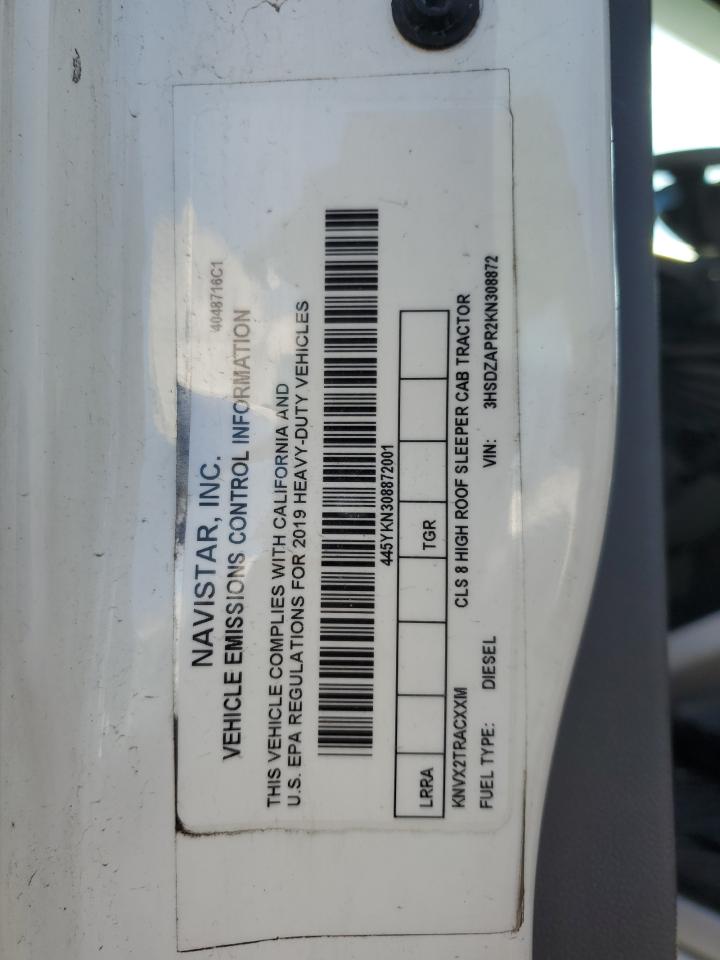 4048716C1
NAVISTAR, INC.
VEHICLE EMISSIONS CONTROL INFORMATION
THIS VEHICLE COMPLIES WITH CALIFORNIA AND
U.S. EPA REGULATIONS FOR 2019 HEAVY-DUTY VEHICLES
445YKN308872001
LRRA TGR
KNVX2TRACXXM CLS 8 HIGH ROOF SLEEPER CAB TRACTOR
FUEL TYPE: DIESEL VIN: 3HSDZAPR2KN308872